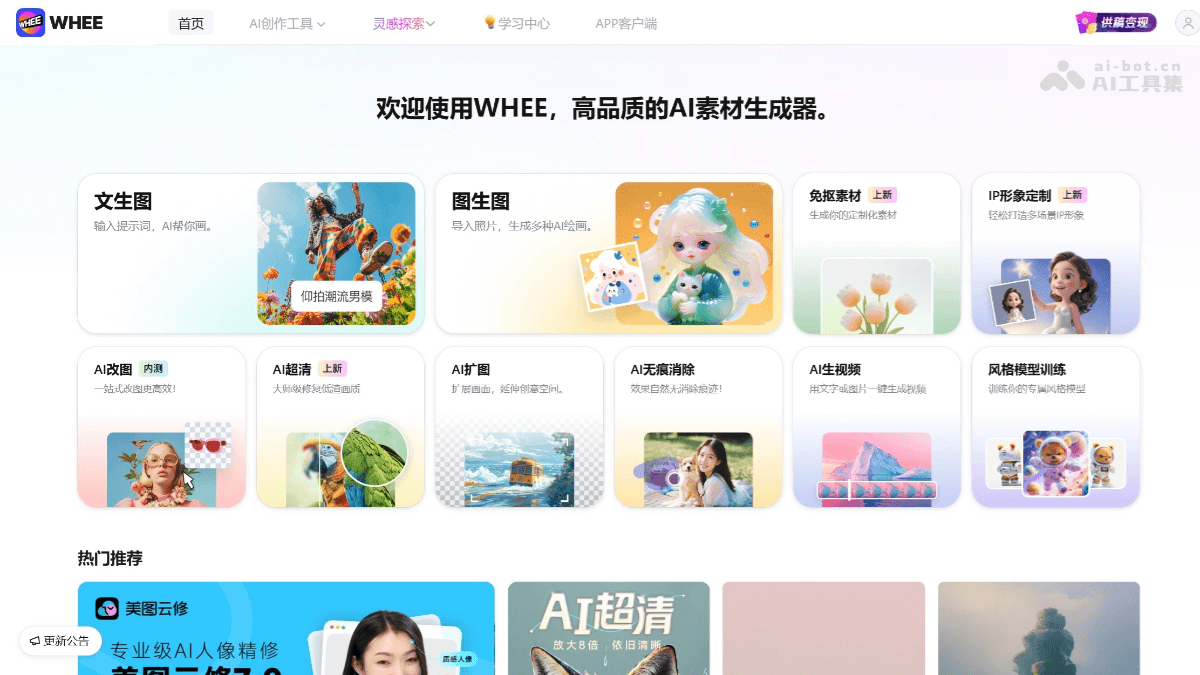 WHEE
WHEE
首页
AI创作工具
灵感探索
学习中心
APP客户端
供稿变现
ai-bot.cn
AI工具集
欢迎使用WHEE，高品质的AI素材生成器。
文生图
输入提示词，AI帮你画。
仰拍潮流男模
图生图
导入照片，生成多种AI绘画。
免抠素材 上新
生成你的定制化素材
IP形象定制 上新
轻松打造多场景IP形象
AI改图 内测
一站式改图更高效！
AI超清 上新
大师级修复低渣画质
AI扩图
扩展画面，延伸创意空间。
AI无痕消除
效果自然无消除痕迹！
AI生视频
用文字或图片一键生成视频
风格模型训练
训练你的专属风格模型
热门推荐
美图云修
专业级AI人像精修
美图云修7.0
质感人像
AI超清
放大8倍 依旧清晰
更新公告